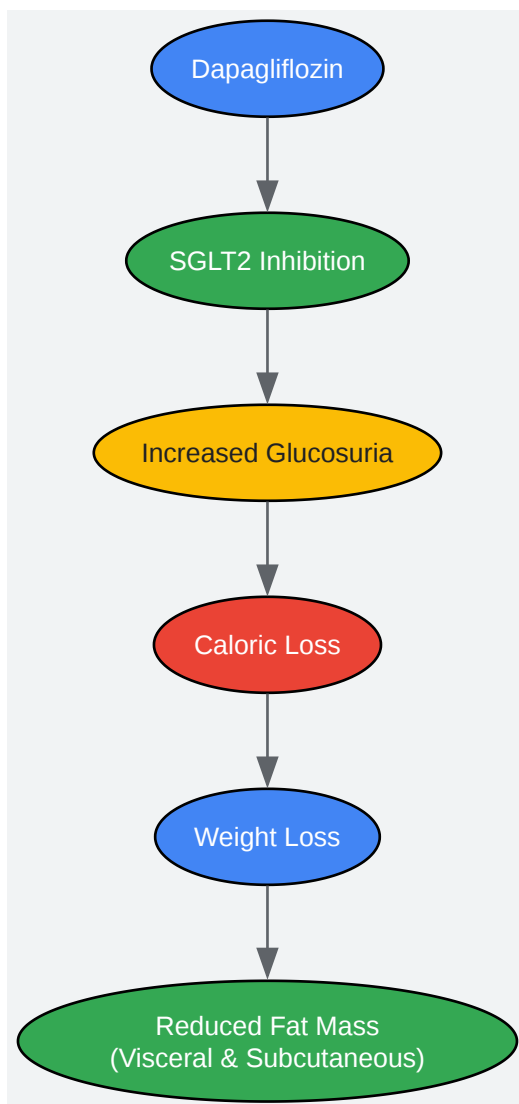 Dapagliflozin
SGLT2 Inhibition
Increased Glucosuria
Caloric Loss
Weight Loss
Reduced Fat Mass
(Visceral & Subcutaneous)